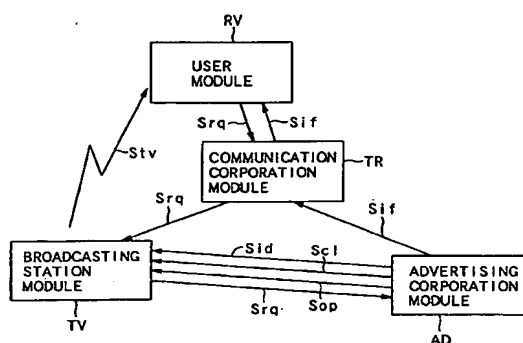 RV
USER
MODULE
Srq
Sif
Stv
COMMUNICATION
CORPORATION
MODULE
TR
Srq
Sif
BROADCASTING
STATION
MODULE
Sid
Scl
Sop
Srq
ADVERTISING
CORPORATION
MODULE
TV
AD